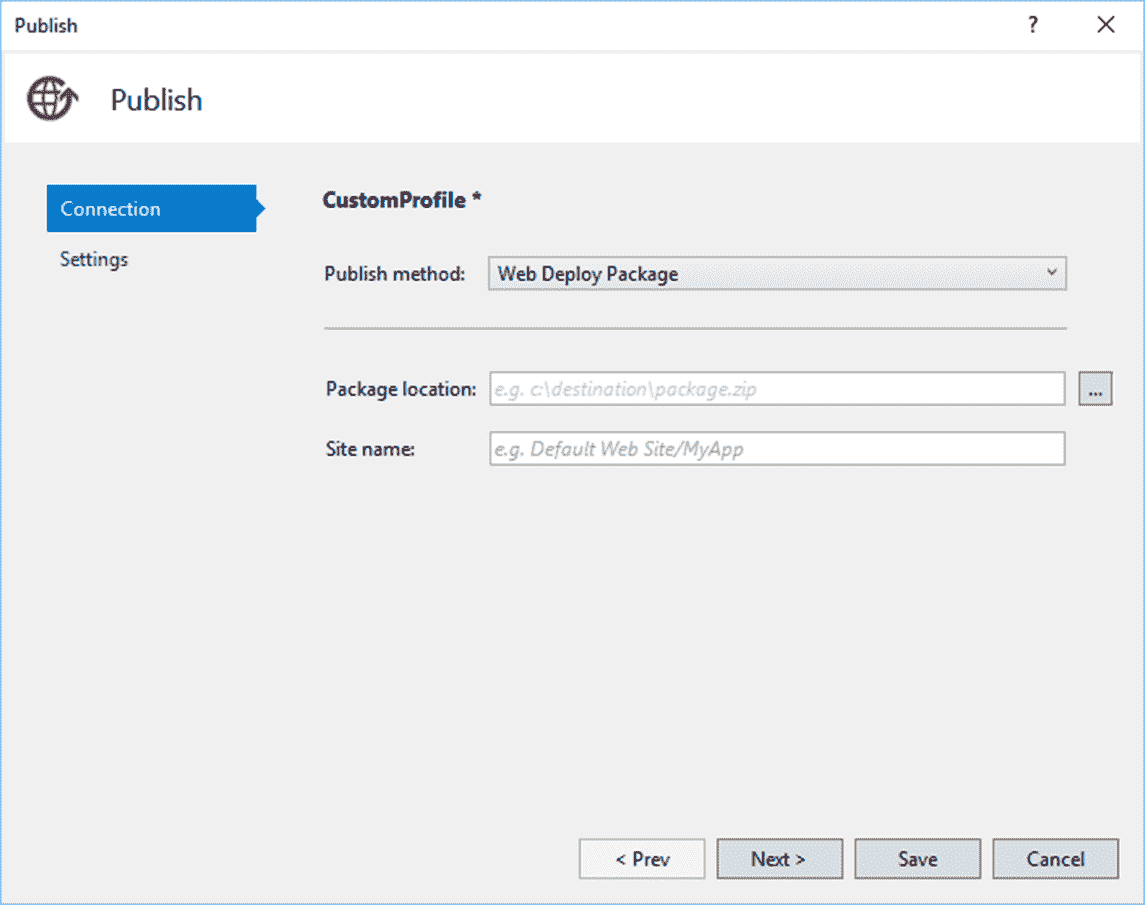 Publish
?
Publish
Connection
Settings
CustomProfile *
Publish method: Web Deploy Package
Package location: e.g. c:\destination\package.zip ...
Site name: e.g. Default Web Site/MyApp
< Prev Next > Save Cancel